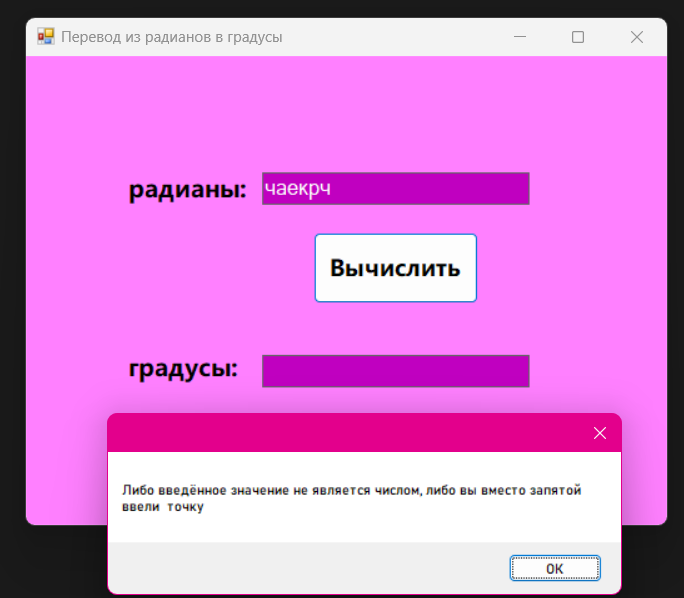 Перевод из радианов в градусы
радианы: чаекрч
Вычислить
градусы:
Либо введённое значение не является числом, либо вы вместо запятой
ввели  точку
ОК